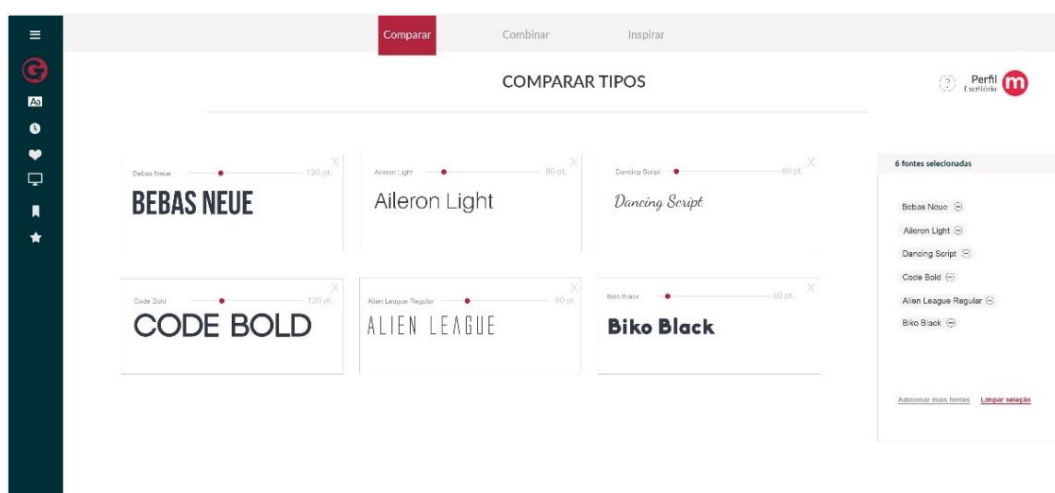 Comparar Combinar Inspirar
G
COMPARAR TIPOS
? Perfil m
Escritório
Aa
6 fontes selecionadas
Bebas Neue 120 pt. X
BEBAS NEUE
Aileron Light 80 pt. X
Aileron Light
Dancing Script 60 pt. X
Dancing Script
Bebas Neue
Aileron Light
Dancing Script
Code Bold
Alien League Regular
Biko Black
Code Bold 120 pt. X
CODE BOLD
Alien League Regular 90 pt. X
ALIEN LEAGUE
Biko Black 60 pt. X
Biko Black
Adicionar mais fontes Limpar seleção